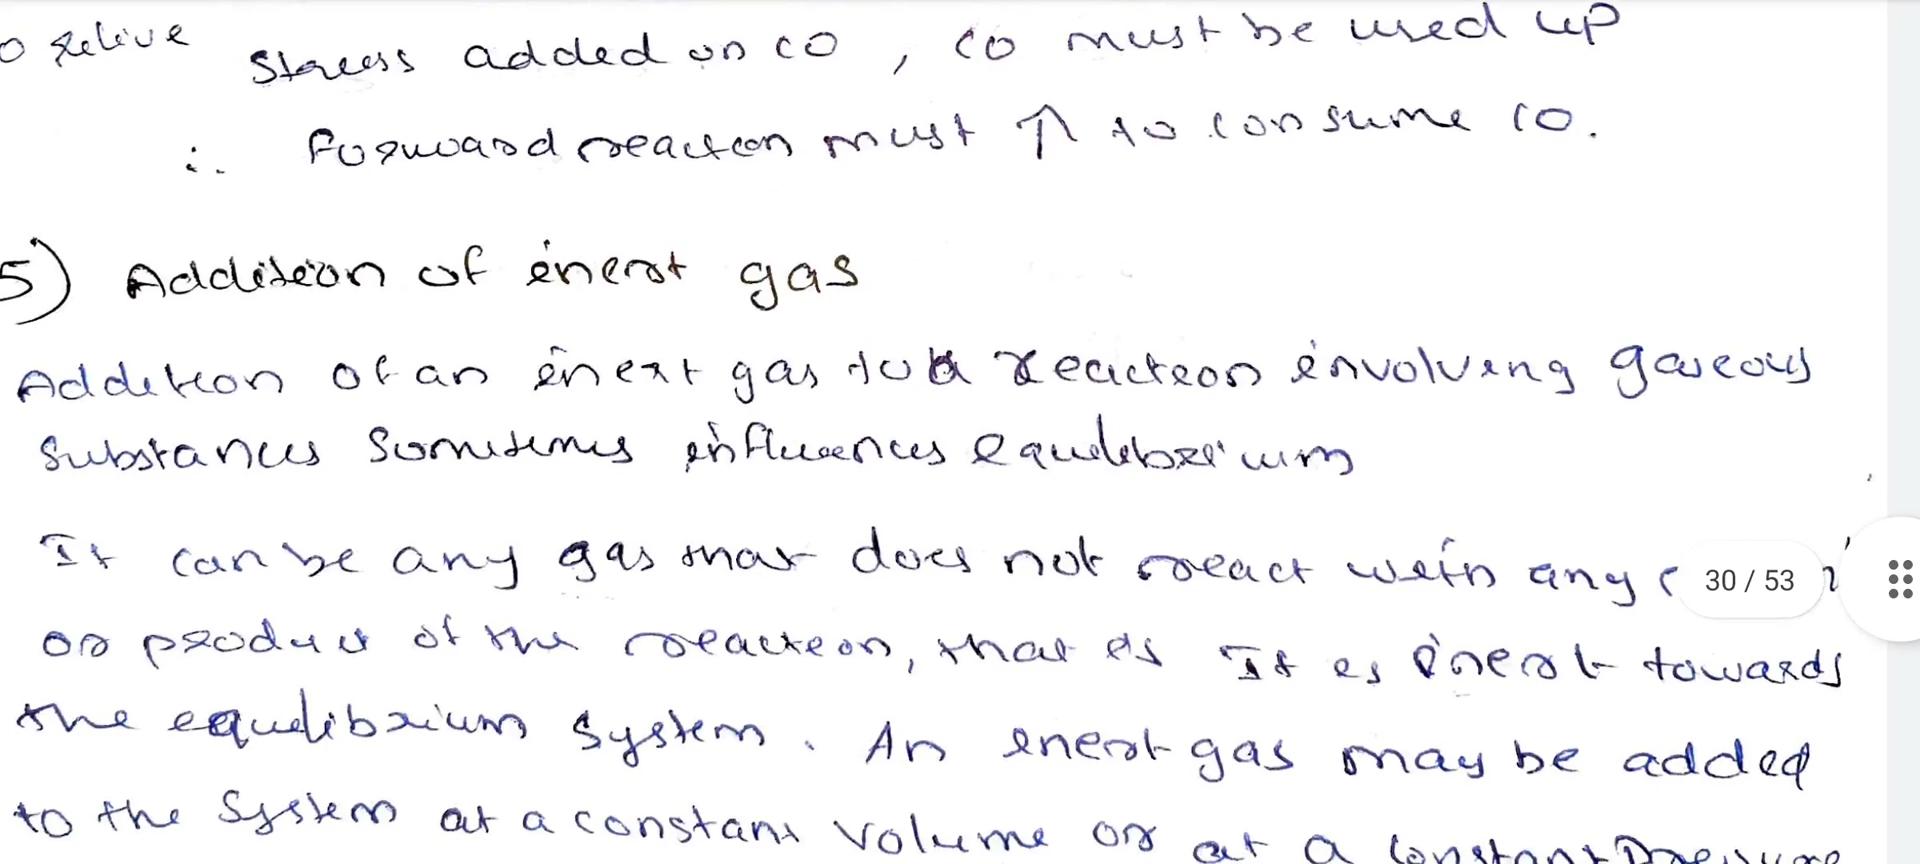 o relive stress added on CO, CO must be used up
∴ Forward reaction must ↑ to consume CO.
5) Addition of inert gas
Addition of an inert gas to a reaction involving gaseous
substances sometimes influences equilibrium
It can be any gas that does not react with any
30 / 53
or product of the reaction, that is It is inert towards
the equilibrium system. An inert gas may be added
to the system at a constant volume or at a constant Pressure